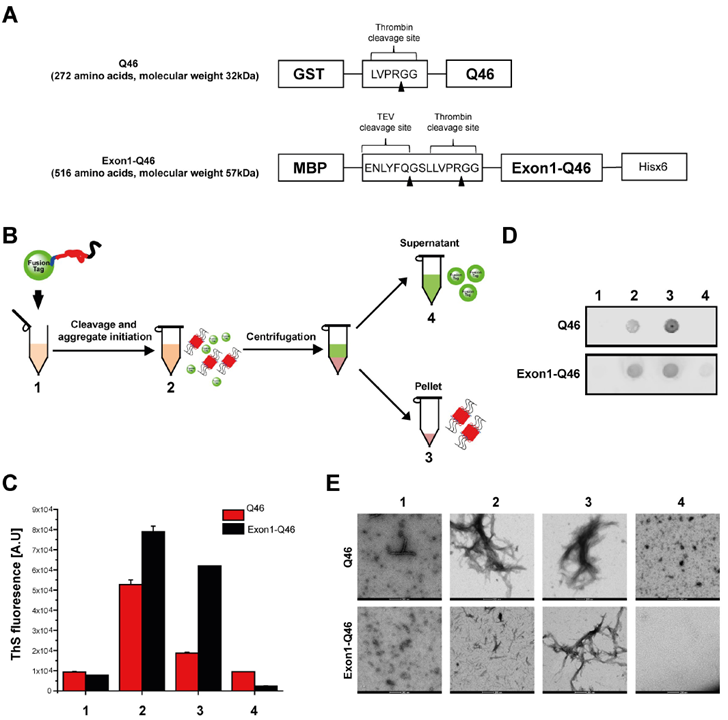 A
Q46
(272 amino acids, molecular weight 32kDa)
Thrombin
cleavage site
GST
LVPRGG
Q46
Exon1-Q46
(516 amino acids, molecular weight 57kDa)
TEV
cleavage site
Thrombin
cleavage site
MBP
ENLYFQGSLLVPRGG
Exon1-Q46
Hisx6
B
Fusion
Tag
1
Cleavage and
aggregate initiation
2
Centrifugation
Supernatant
4
Pellet
3
D
1 2 3 4
Q46
Exon1-Q46
C
ThS fluoresence [A.U]
9x10⁴
8x10⁴
7x10⁴
6x10⁴
5x10⁴
4x10⁴
3x10⁴
2x10⁴
1x10⁴
0
Q46
Exon1-Q46
1 2 3 4
E
1 2 3 4
Q46
Exon1-Q46